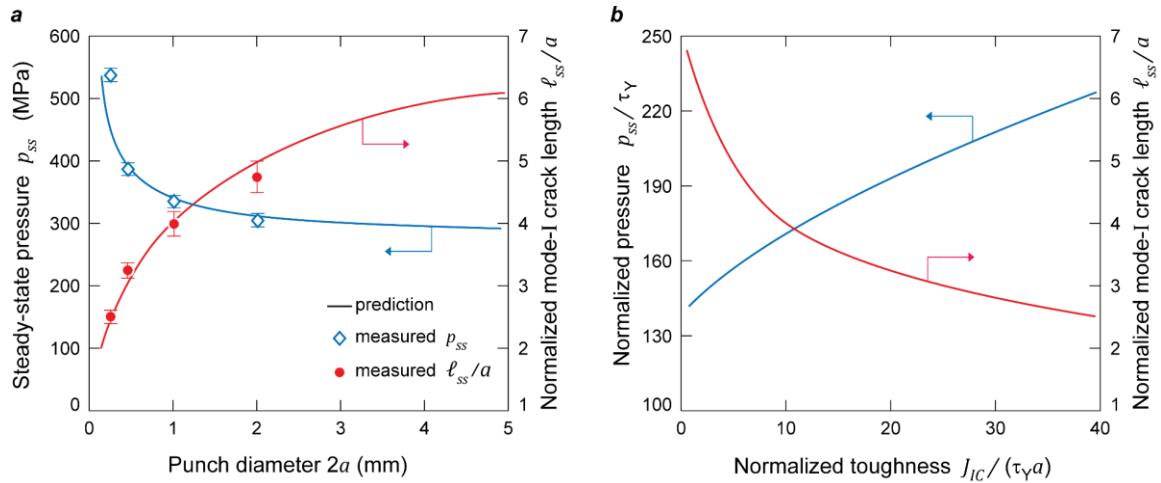 a
600
500
400
300
200
100
0
Steady-state pressure p_ss (MPa)
7
6
5
4
3
2
1
Normalized mode-I crack length ℓ_ss/a
prediction
measured p_ss
measured ℓ_ss/a
0 1 2 3 4 5
Punch diameter 2a (mm)
b
250
220
190
160
130
100
Normalized pressure p_ss/τ_Y
7
6
5
4
3
2
1
Normalized mode-I crack length ℓ_ss/a
0 10 20 30 40
Normalized toughness J_IC/(τ_Y a)